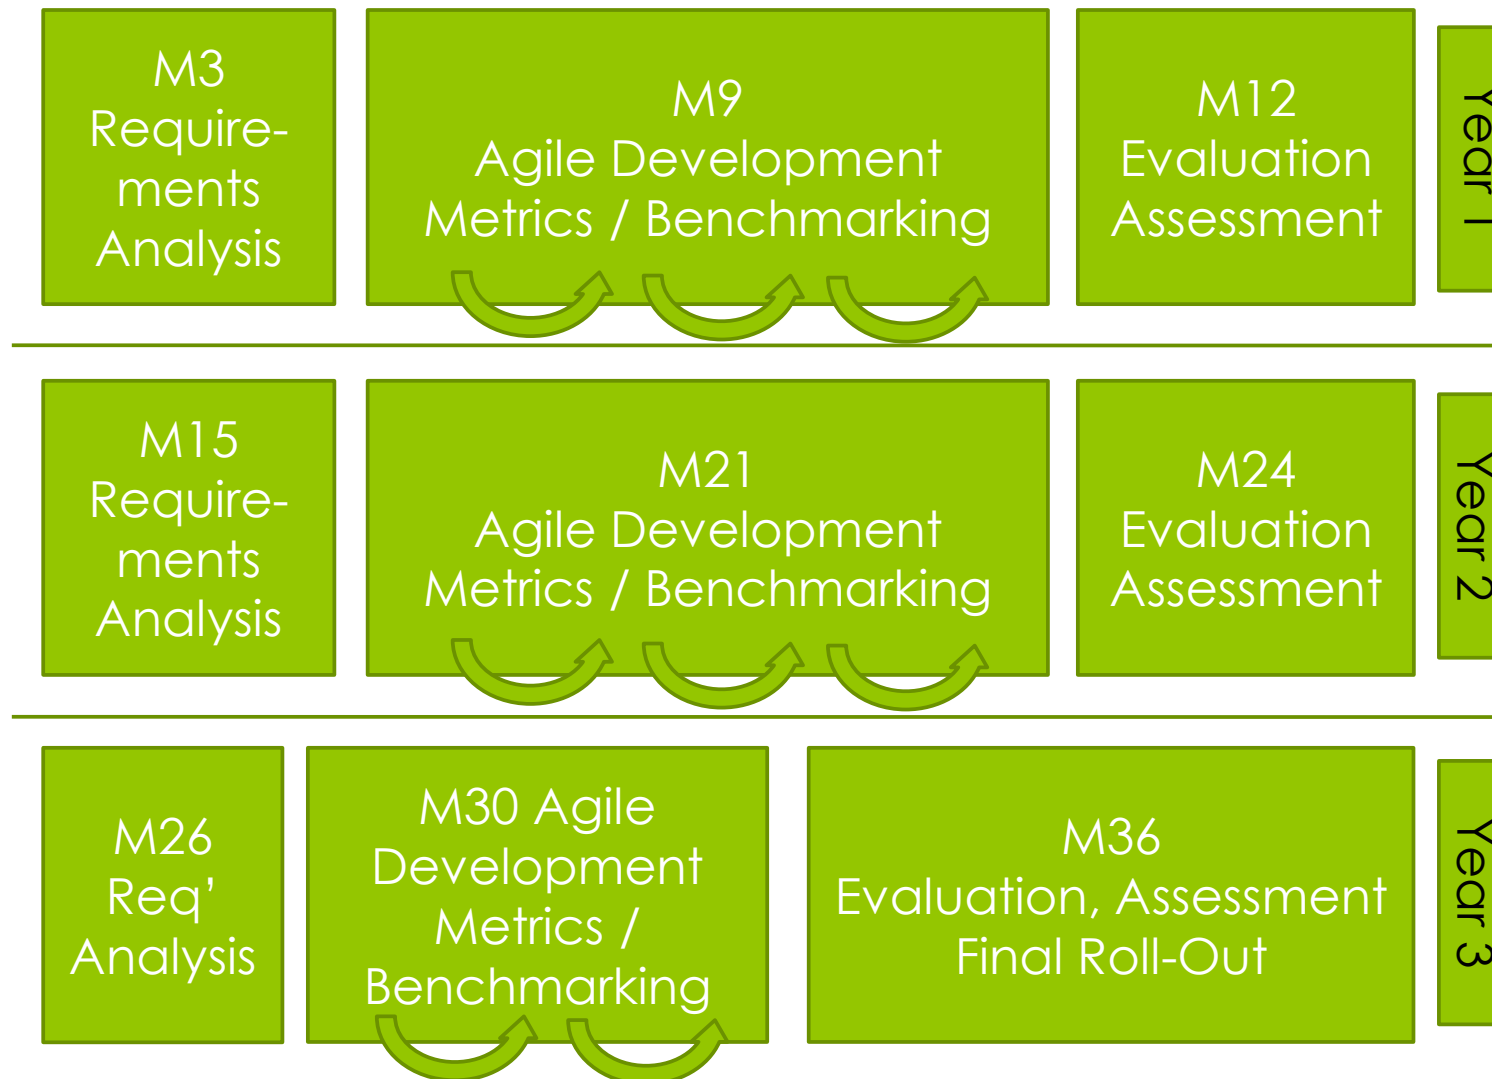 M3
Require-
ments
Analysis
M9
Agile Development
Metrics / Benchmarking
M12
Evaluation
Assessment
Year 1
M15
Require-
ments
Analysis
M21
Agile Development
Metrics / Benchmarking
M24
Evaluation
Assessment
Year 2
M26
Req’
Analysis
M30 Agile
Development
Metrics /
Benchmarking
M36
Evaluation, Assessment
Final Roll-Out
Year 3